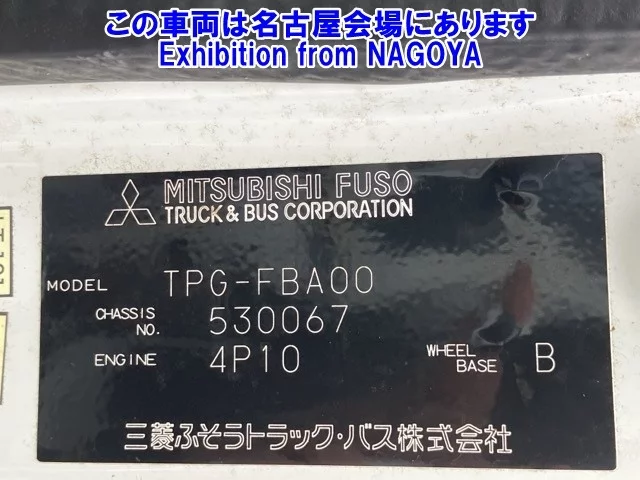 この車両は名古屋会場にあります
Exhibition from NAGOYA
MITSUBISHI FUSO
TRUCK & BUS CORPORATION
MODEL TPG-FBA00
CHASSIS NO. 530067
ENGINE 4P10 WHEEL BASE B
三菱ふそうトラック・バス株式会社